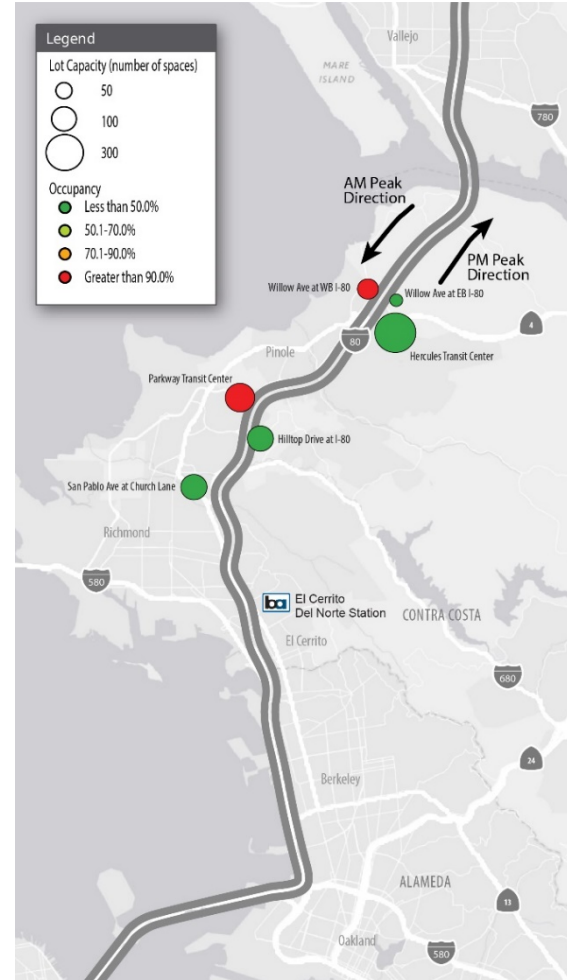 Legend
Lot Capacity (number of spaces)
50
100
300
Occupancy
Less than 50.0%
50.1-70.0%
70.1-90.0%
Greater than 90.0%
Vallejo
MARE
ISLAND
780
AM Peak
Direction
PM Peak
Direction
Willow Ave at WB I-80
Willow Ave at EB I-80
4
80
Hercules Transit Center
Pinole
Parkway Transit Center
Hilltop Drive at I-80
San Pablo Ave at Church Lane
Richmond
580
ba
El Cerrito
Del Norte Station
CONTRA COSTA
El Cerrito
680
24
Berkeley
ALAMEDA
13
Oakland
580